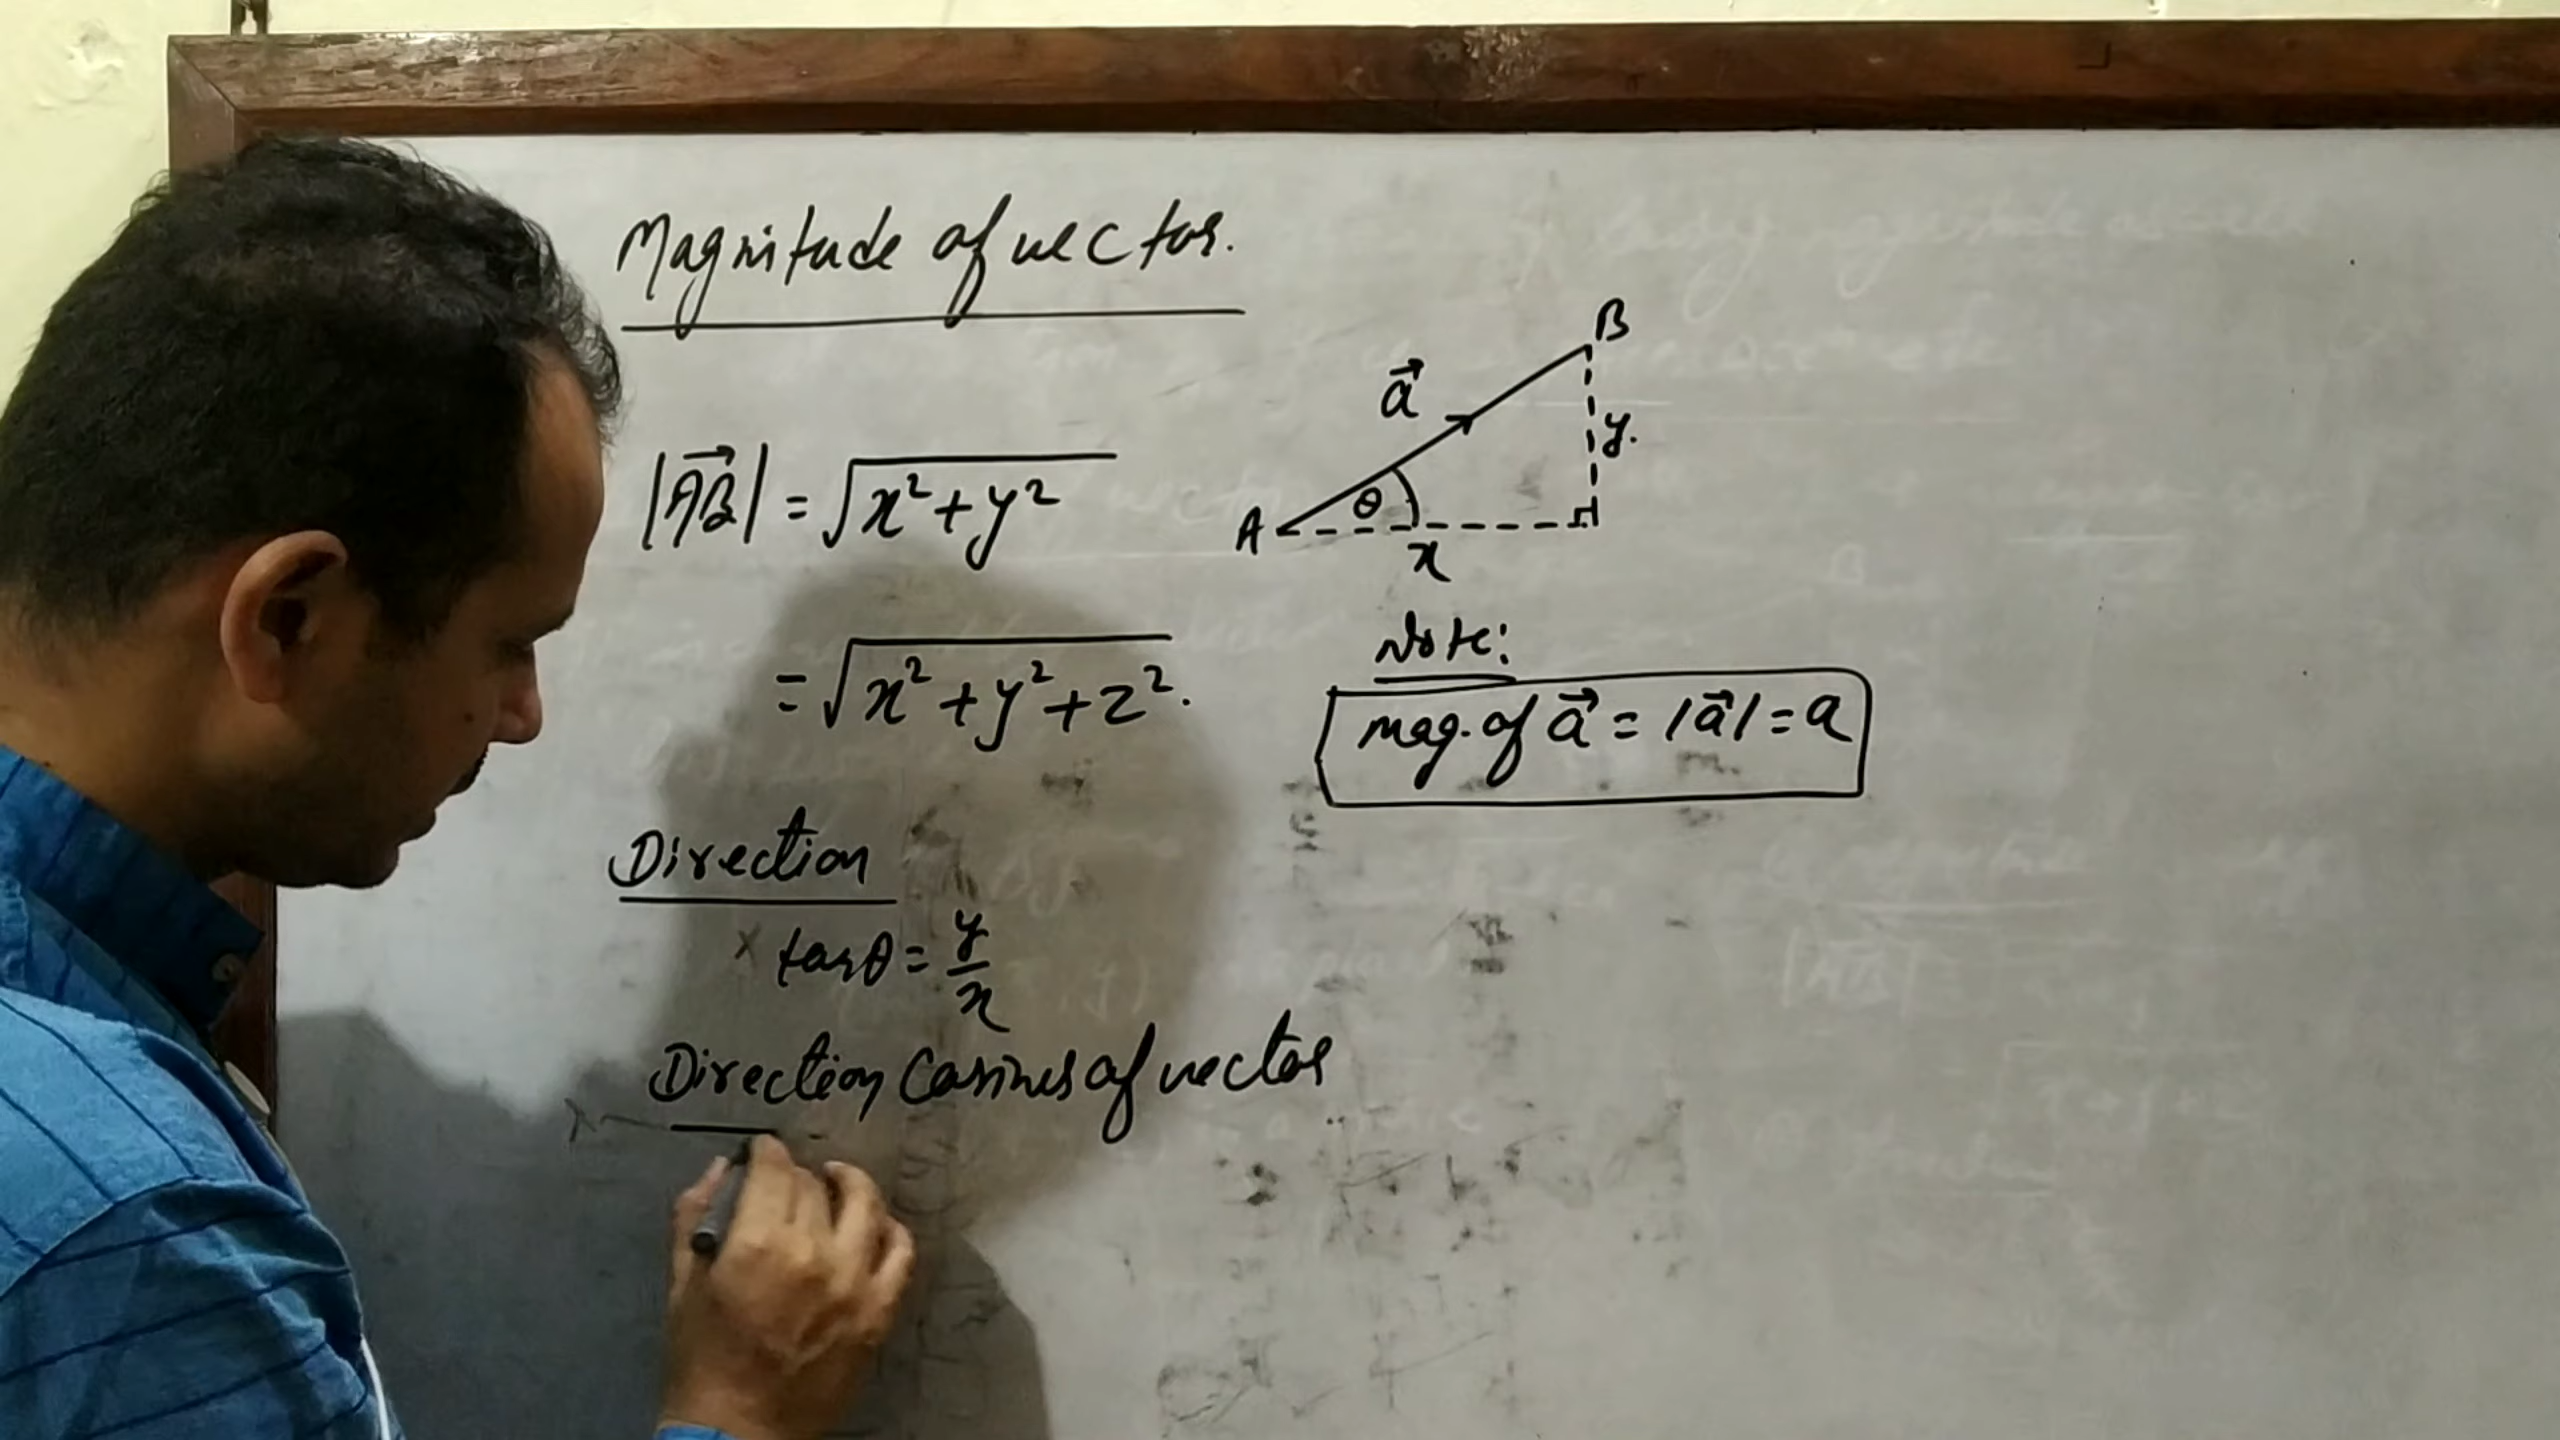 Magnitude of vector.
|AB⃗| = √x²+y²
= √x²+y²+z².
B
a⃗
y.
A
θ
x
Note:
mag. of a⃗ = |a⃗| = a
Direction
tanθ = y/x
Direction Cosines of vector